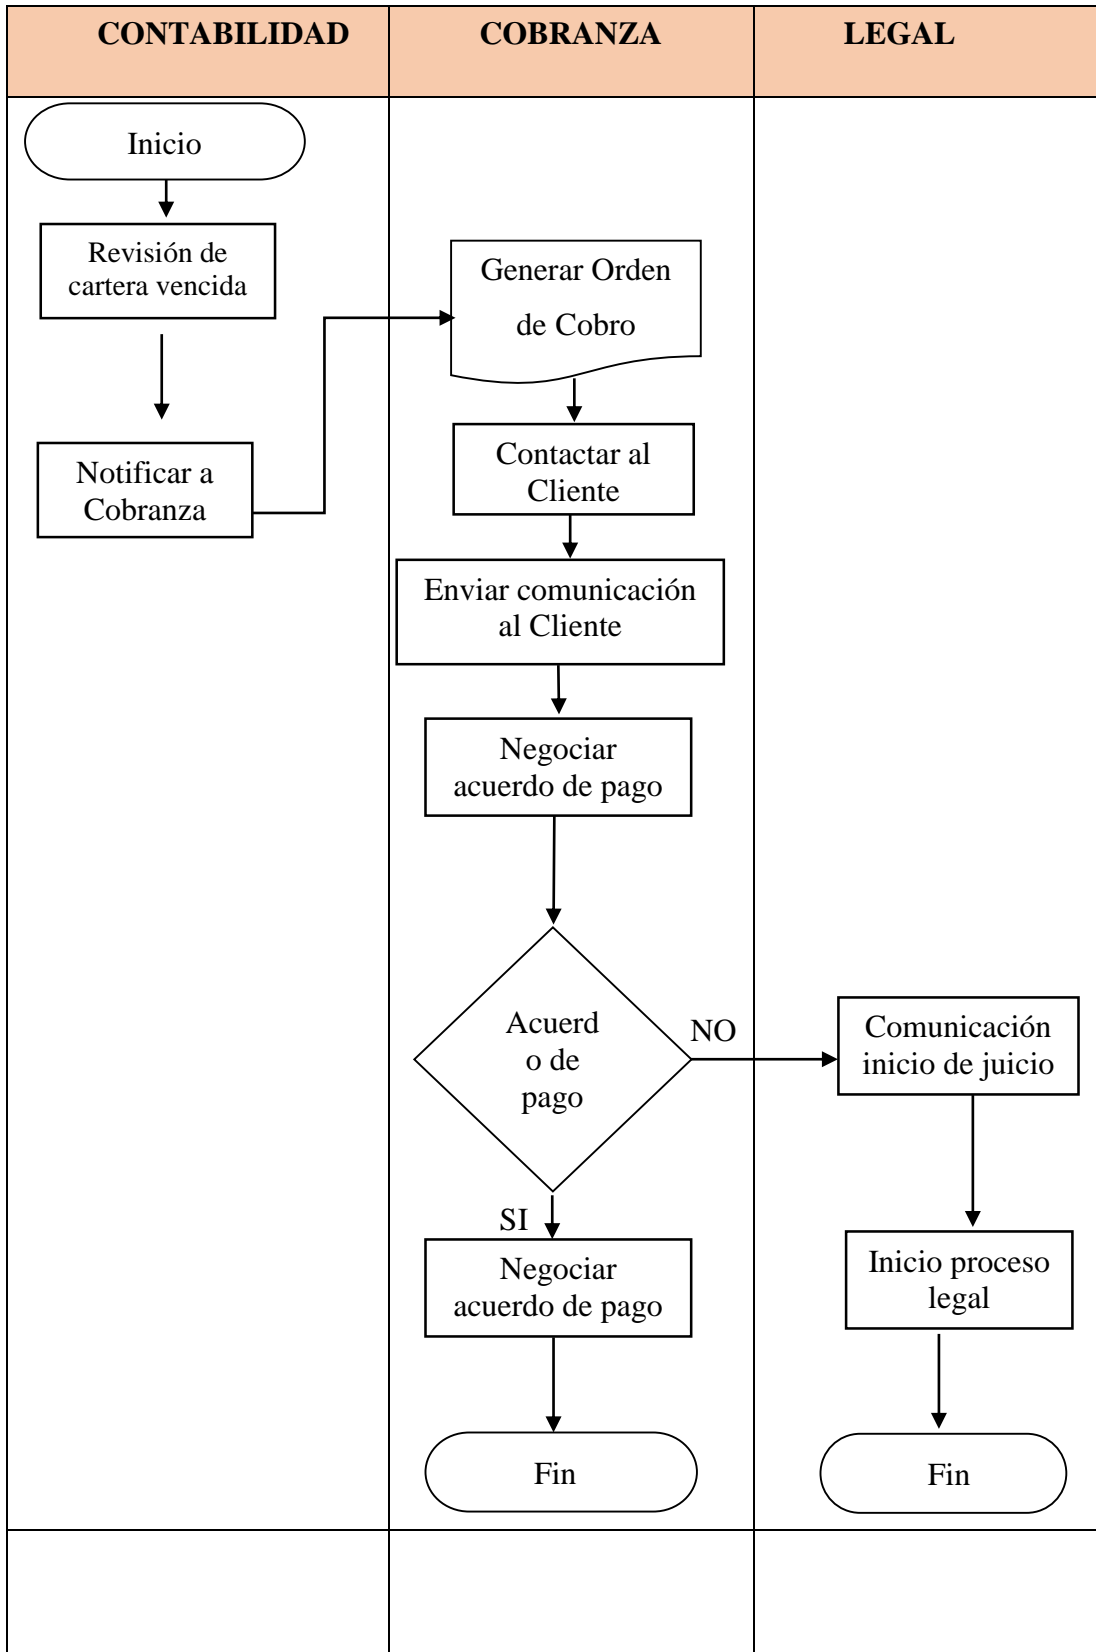 CONTABILIDAD
COBRANZA
LEGAL
Inicio
Revisión de
cartera vencida
Notificar a
Cobranza
Generar Orden
de Cobro
Contactar al
Cliente
Enviar comunicación
al Cliente
Negociar
acuerdo de pago
Acuerd
o de
pago
NO
SI
Negociar
acuerdo de pago
Fin
Comunicación
inicio de juicio
Inicio proceso
legal
Fin